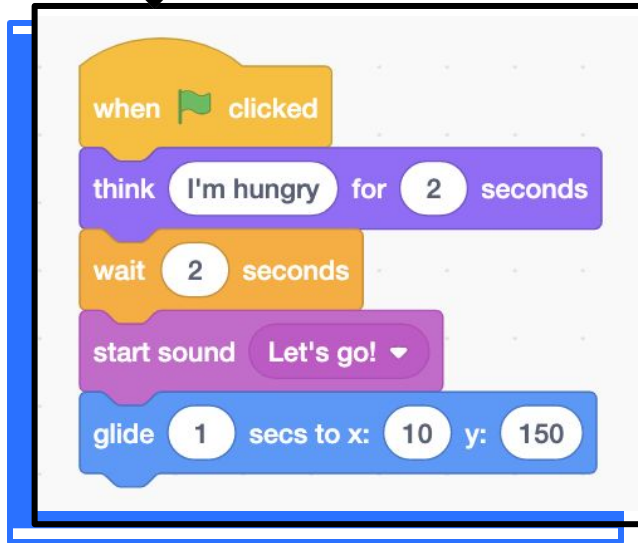 when clicked
think I'm hungry for 2 seconds
wait 2 seconds
start sound Let's go!
glide 1 secs to x: 10 y: 150